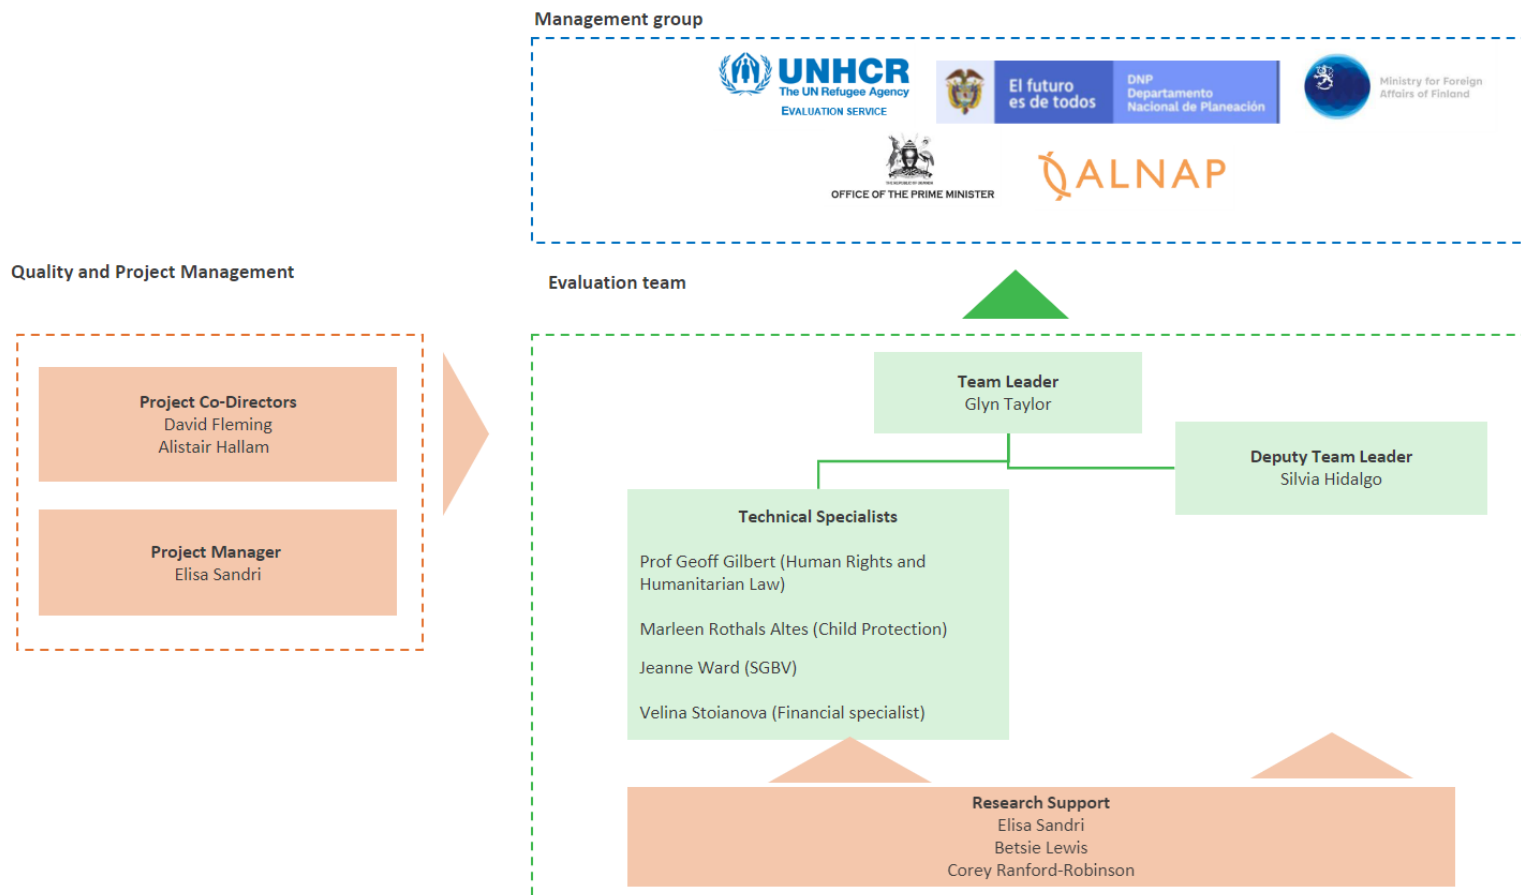 Management group
UNHCR
The UN Refugee Agency
EVALUATION SERVICE
El futuro
es de todos
DNP
Departamento
Nacional de Planeación
Ministry for Foreign
Affairs of Finland
OFFICE OF THE PRIME MINISTER
ALNAP
Quality and Project Management
Evaluation team
Project Co-Directors
David Fleming
Alistair Hallam
Project Manager
Elisa Sandri
Team Leader
Glyn Taylor
Deputy Team Leader
Silvia Hidalgo
Technical Specialists
Prof Geoff Gilbert (Human Rights and
Humanitarian Law)
Marleen Rothals Altes (Child Protection)
Jeanne Ward (SGBV)
Velina Stoianova (Financial specialist)
Research Support
Elisa Sandri
Betsie Lewis
Corey Ranford-Robinson